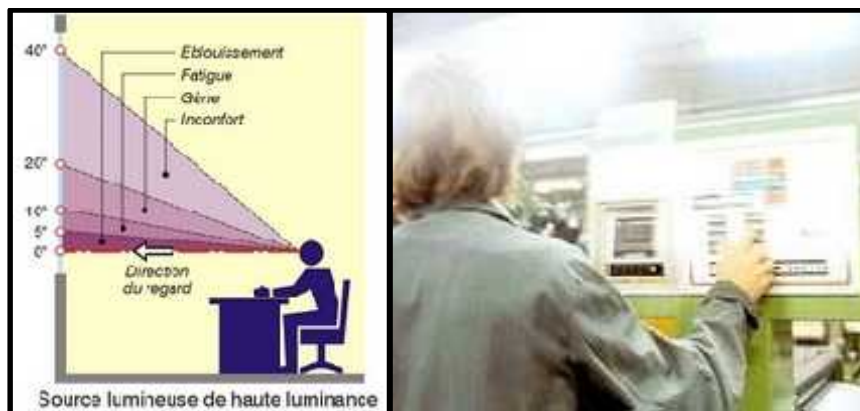 40°
Eblouissement
Fatigue
Gêne
Inconfort
20°
10°
5°
0°
Direction
du regard
Source lumineuse de haute luminance